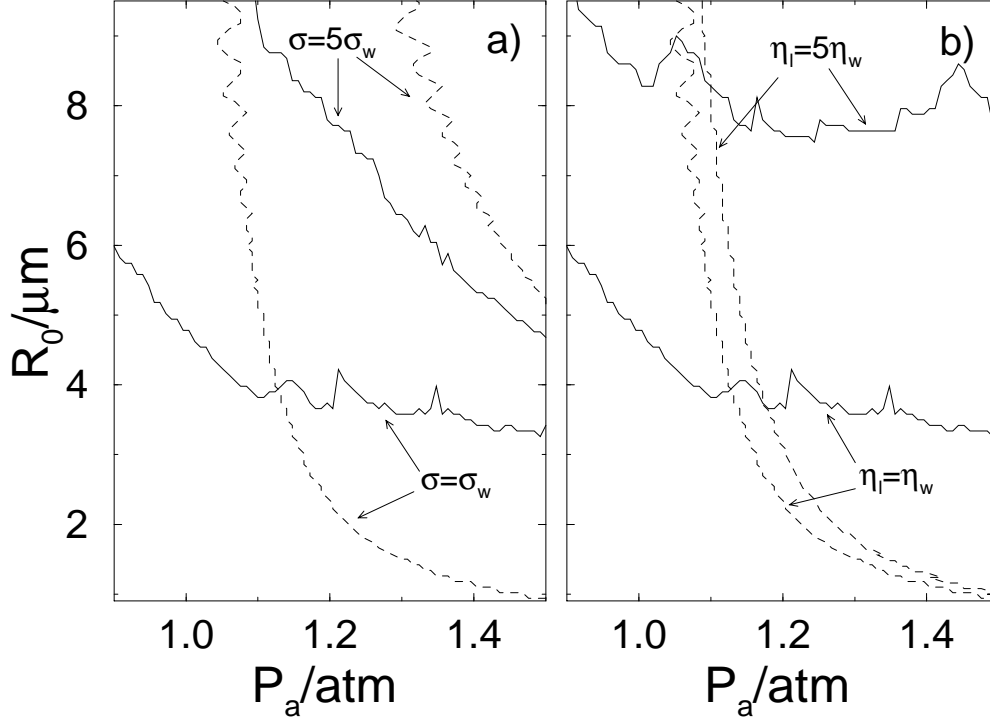 a)
σ=5σ_w
σ=σ_w
b)
η_l=5η_w
η_l=η_w
8
6
4
2
R_0/μm
1.0 1.2 1.4
1.0 1.2 1.4
P_a/atm
P_a/atm